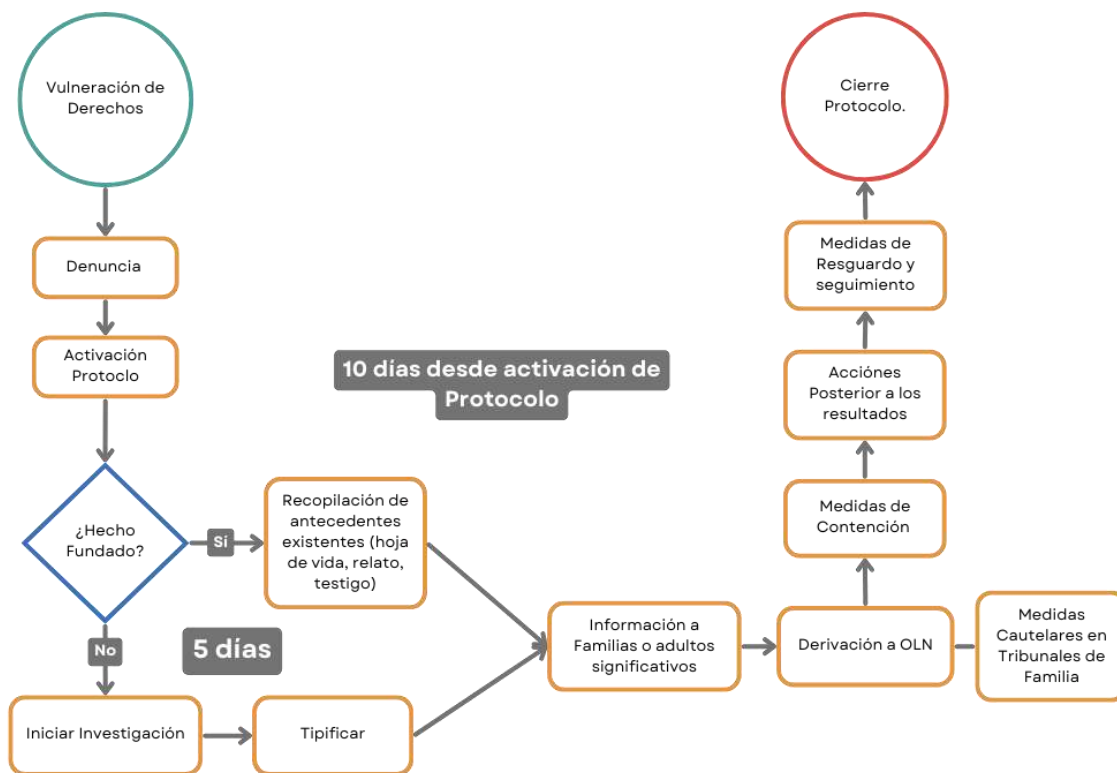 Vulneración de
Derechos
Denuncia
Activación
Protoclo
¿Hecho
Fundado?
Sí
Recopilación de
antecedentes
existentes (hoja
de vida, relato,
testigo)
No
5 días
Iniciar Investigación
Tipificar
10 días desde activación de
Protocolo
Información a
Familias o adultos
significativos
Derivación a OLN
Medidas
Cautelares en
Tribunales de
Familia
Medidas de
Contención
Acciónes
Posterior a los
resultados
Medidas de
Resguardo y
seguimiento
Cierre
Protocolo.